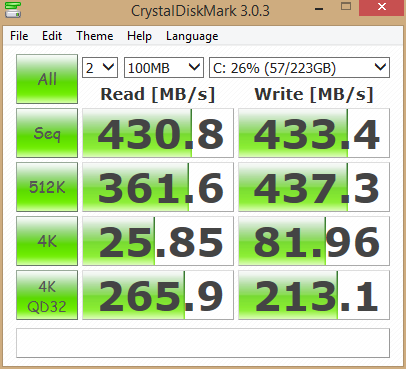 CrystalDiskMark 3.0.3
File Edit Theme Help Language
All 2 100MB C: 26% (57/223GB)
Read [MB/s] Write [MB/s]
Seq 430.8 433.4
512K 361.6 437.3
4K 25.85 81.96
4K
QD32 265.9 213.1